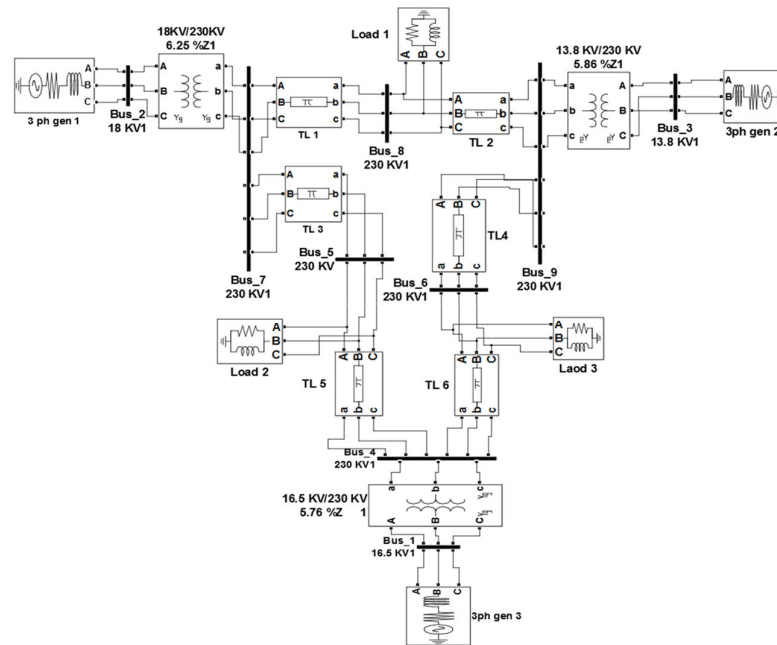 18KV/230KV
6.25 %Z1
A
B
C
3 ph gen 1
Bus_2
18 KV1
A
B
C
a
b
c
Yg
Yg
A
B
C
a
b
c
TL 1
Load 1
A B C
Bus_8
230 KV1
A
B
C
a
b
c
TL 2
13.8 KV/230 KV
5.86 %Z1
a
b
c
A
B
C
Bus_3
13.8 KV1
A
B
C
3ph gen 2
A
B
C
a
b
c
TL 3
Bus_7
230 KV1
Bus_5
230 KV
A B C
a b c
TL4
Bus_6
230 KV1
Bus_9
230 KV1
A
B
C
Load 2
A B C
a b c
TL 5
A B C
a b c
TL 6
A
B
C
Laod 3
Bus_4
230 KV1
16.5 KV/230 KV
5.76 %Z 1
a b c
A B C
Bus_1
16.5 KV1
A B C
3ph gen 3